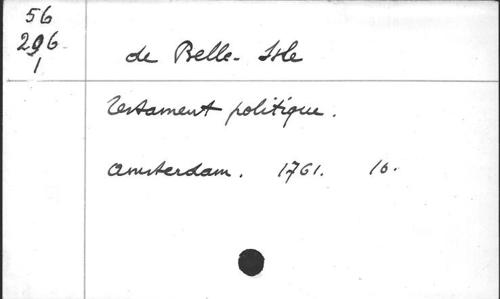 56
296
1
de Belle-Isle
Testament politique.
Amsterdam. 1761. 16.